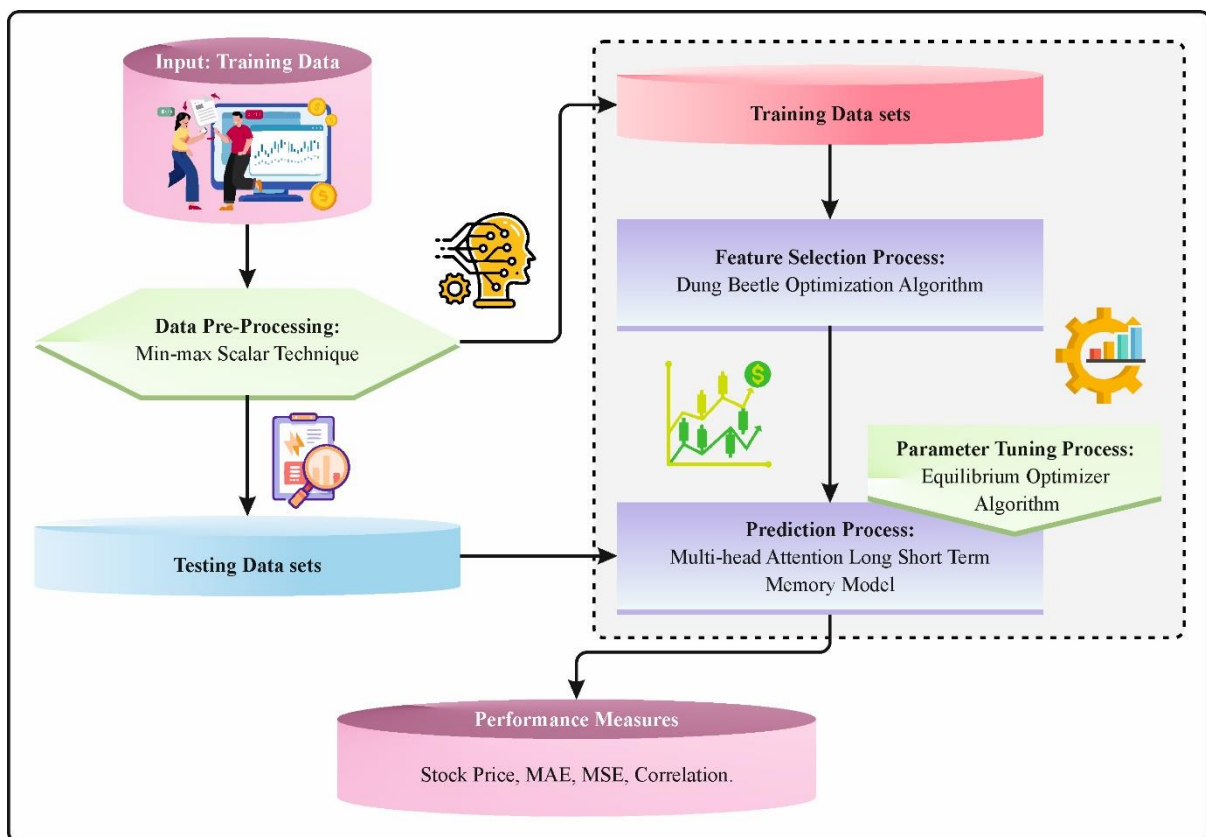 Input: Training Data
Training Data sets
Feature Selection Process:
Dung Beetle Optimization Algorithm
Data Pre-Processing:
Min-max Scalar Technique
$
Parameter Tuning Process:
Equilibrium Optimizer
Algorithm
Testing Data sets
Prediction Process:
Multi-head Attention Long Short Term
Memory Model
Performance Measures
Stock Price, MAE, MSE, Correlation.